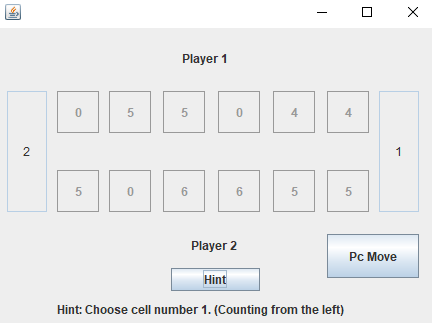 Player 1
0 5 5 0 4 4
2 1
5 0 6 6 5 5
Player 2
Pc Move
Hint
Hint: Choose cell number 1. (Counting from the left)